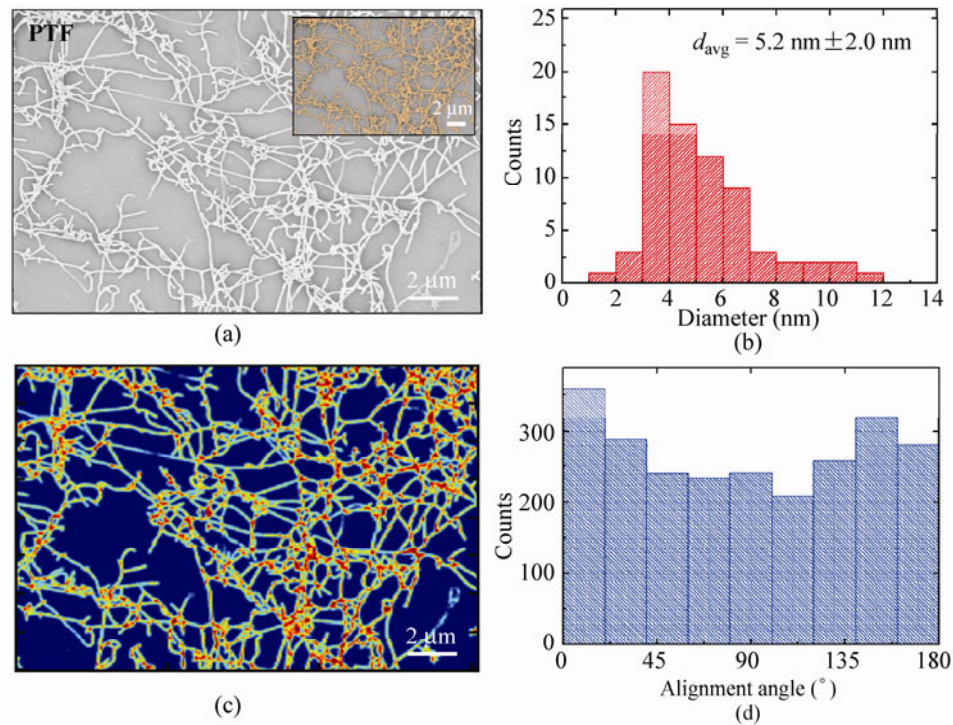 PTF
2 μm
2 μm
(a)
25
20
15
10
5
0
Counts
d_avg = 5.2 nm±2.0 nm
0 2 4 6 8 10 12 14
Diameter (nm)
(b)
2 μm
(c)
300
200
100
0
Counts
0 45 90 135 180
Alignment angle (°)
(d)